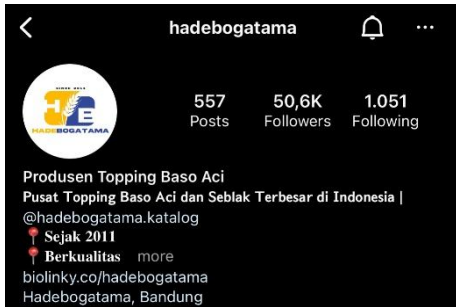 hadebogatama
SINCE 2011
HB
HADEBOGATAMA
557 50,6K 1.051
Posts Followers Following
Produsen Topping Baso Aci
Pusat Topping Baso Aci dan Seblak Terbesar di Indonesia |
@hadebogatama.katalog
📍 Sejak 2011
📍 Berkualitas more
biolinky.co/hadebogatama
Hadebogatama, Bandung